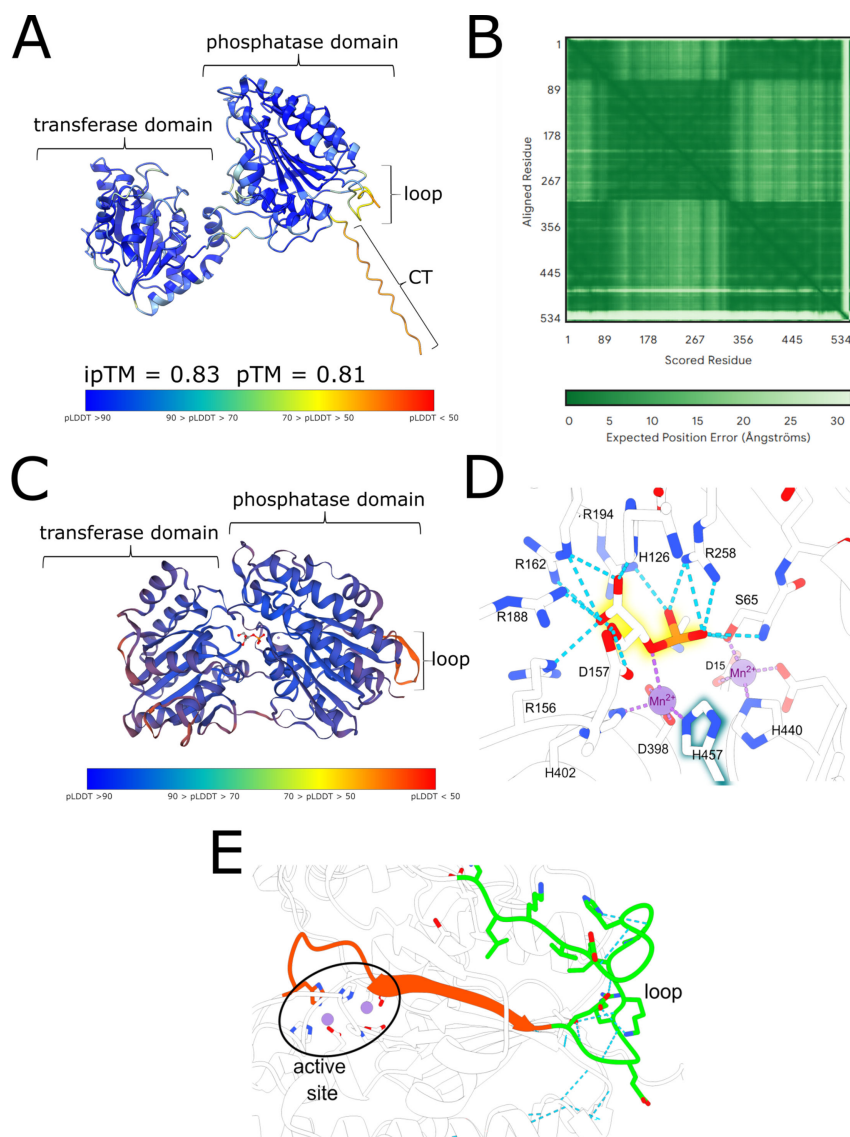 A
phosphatase domain
transferase domain
loop
CT
ipTM = 0.83 pTM = 0.81
pLDDT >90 90 > pLDDT > 70 70 > pLDDT > 50 pLDDT < 50
B
Aligned Residue
1
89
178
267
356
445
534
1 89 178 267 356 445 534
Scored Residue
0 5 10 15 20 25 30
Expected Position Error (Ångströms)
C
phosphatase domain
transferase domain
loop
pLDDT >90 90 > pLDDT > 70 70 > pLDDT > 50 pLDDT < 50
D
R194
H126
R258
R162
S65
R188
D157
D15
Mn2+
Mn2+
R156
D398
H457
H440
H402
E
loop
active
site